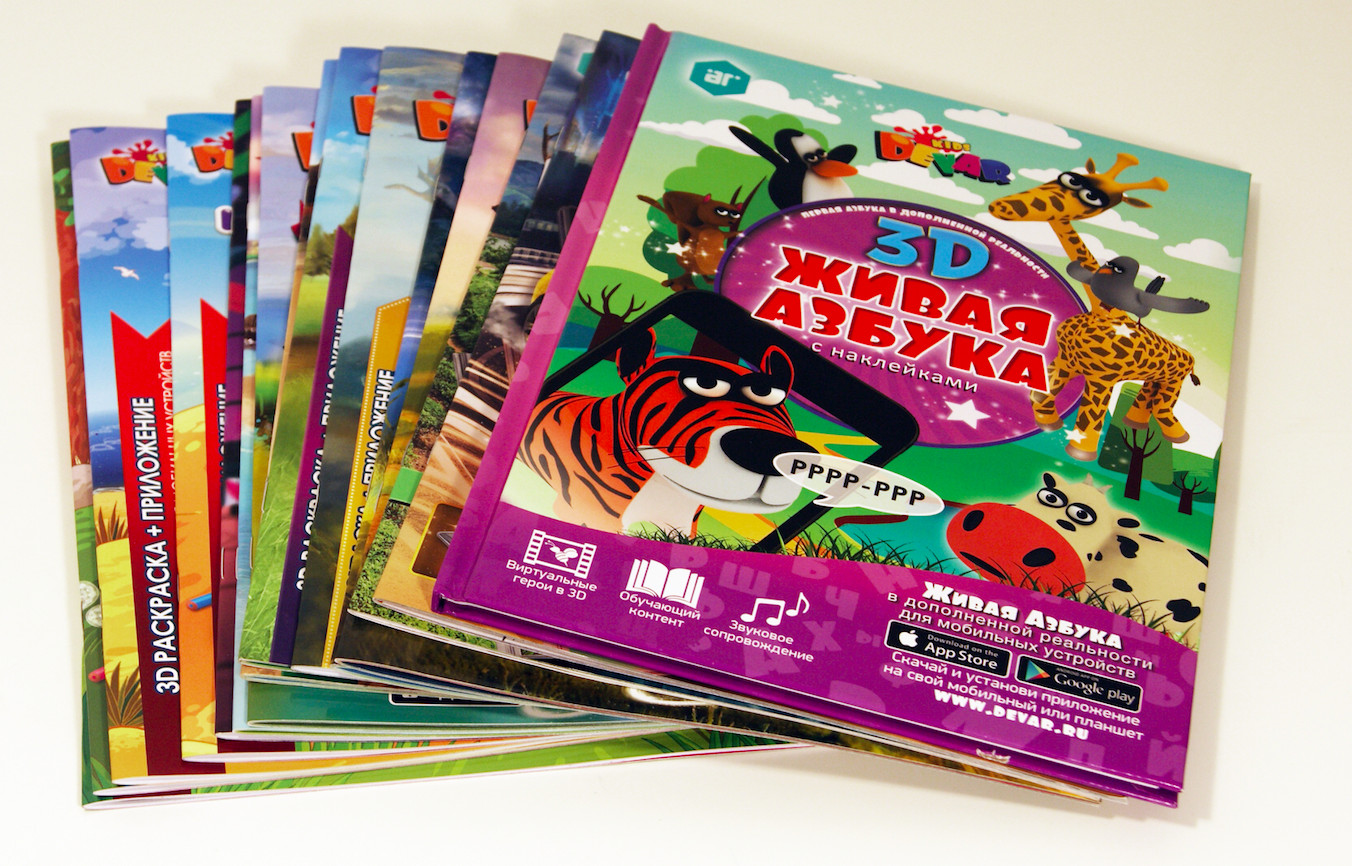 ar
KIDS
DEVAR
ПЕРВАЯ АЗБУКА В ДОПОЛНЕННОЙ РЕАЛЬНОСТИ
3D
ЖИВАЯ
АЗБУКА
с наклейками
РРРР-РРР
Виртуальные
герои в 3D
Обучающий
контент
Звуковое
сопровождение
Живая Азбука
в дополненной реальности
для мобильных устройств
Download on the
App Store
Google play
Скачай и установи приложение
на свой мобильный или планшет
WWW.DEVAR.RU
3D РАСКРАСКА + ПРИЛОЖЕНИЕ
3D РАСКРАСКА + ПРИЛОЖЕНИЕ
ПРИЛОЖЕНИЕ